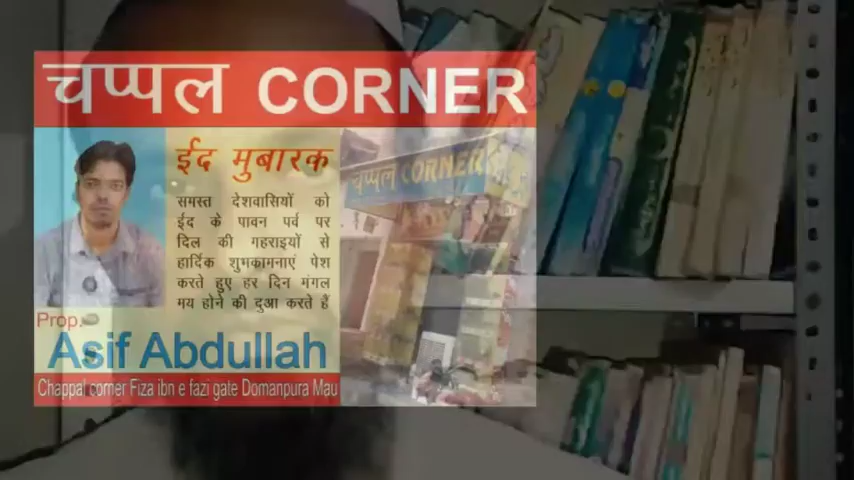 चप्पल CORNER
ईद मुबारक
समस्त देशवासियों को
ईद के पावन पर्व पर
दिल की गहराइयों से
हार्दिक शुभकामनाएं पेश
करते हुए हर दिन मंगल
मय होने की दुआ करते हैं
चप्पल CORNER
Prop.
Asif Abdullah
Chappal corner Fiza ibn e fazi gate Domanpura Mau